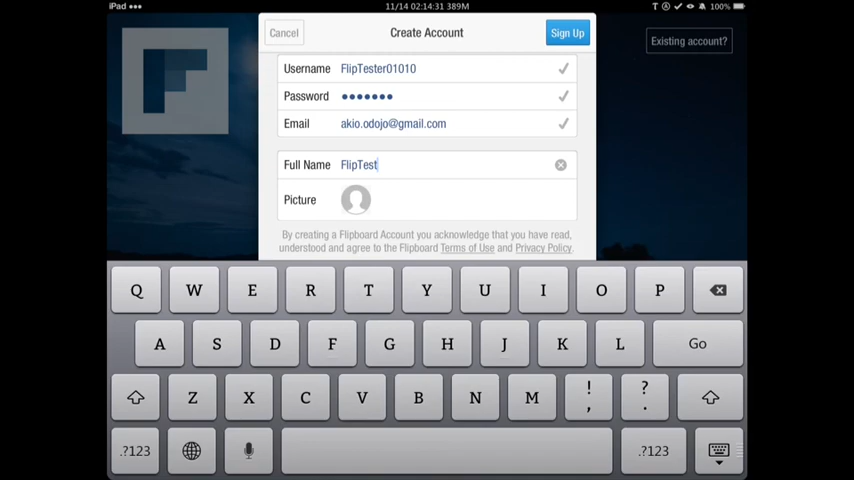 iPad
11/14 02:14:31 389M
100%
Cancel
Create Account
Sign Up
Existing account?
Username FlipTester01010
Password •••••••
Email akio.odojo@gmail.com
Full Name FlipTest
Picture
By creating a Flipboard Account you acknowledge that you have read,
understood and agree to the Flipboard Terms of Use and Privacy Policy.
Q W E R T Y U I O P
A S D F G H J K L Go
Z X C V B N M ! , ? .
.?123 .?123